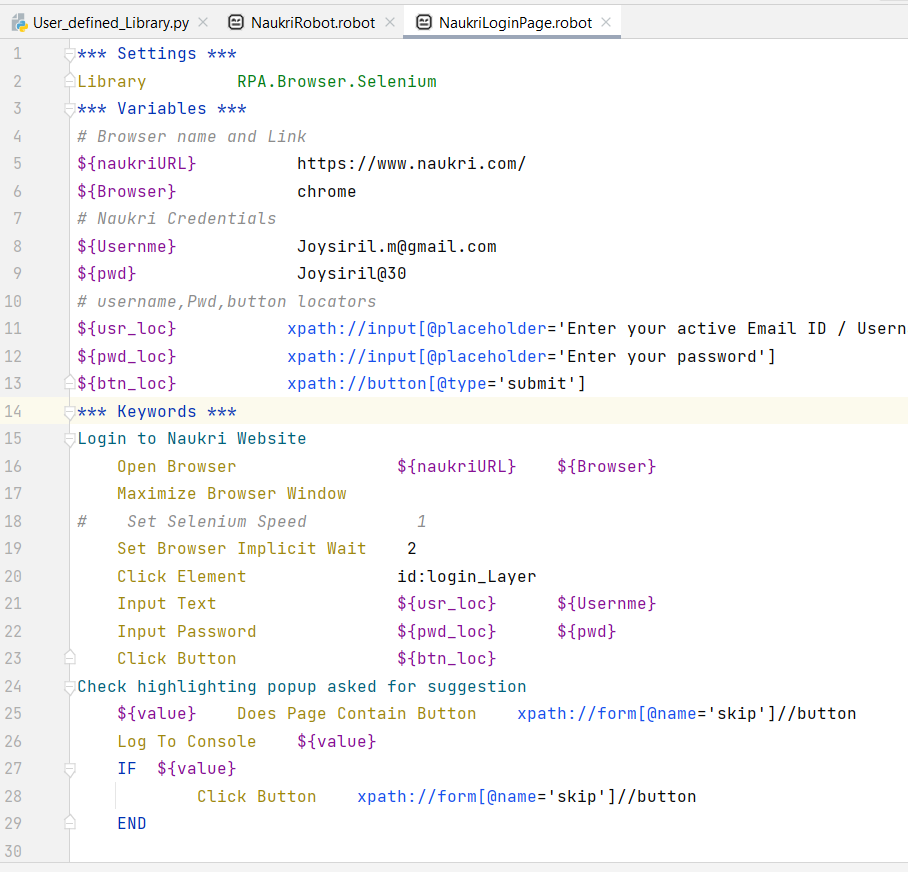 User_defined_Library.py NaukriRobot.robot NaukriLoginPage.robot
1 *** Settings ***
2 Library RPA.Browser.Selenium
3 *** Variables ***
4 # Browser name and Link
5 ${naukriURL} https://www.naukri.com/
6 ${Browser} chrome
7 # Naukri Credentials
8 ${Usernme} Joysiril.m@gmail.com
9 ${pwd} Joysiril@30
10 # username,Pwd,button locators
11 ${usr_loc} xpath://input[@placeholder='Enter your active Email ID / Usern
12 ${pwd_loc} xpath://input[@placeholder='Enter your password']
13 ${btn_loc} xpath://button[@type='submit']
14 *** Keywords ***
15 Login to Naukri Website
16 Open Browser ${naukriURL} ${Browser}
17 Maximize Browser Window
18 # Set Selenium Speed 1
19 Set Browser Implicit Wait 2
20 Click Element id:login_Layer
21 Input Text ${usr_loc} ${Usernme}
22 Input Password ${pwd_loc} ${pwd}
23 Click Button ${btn_loc}
24 Check highlighting popup asked for suggestion
25 ${value} Does Page Contain Button xpath://form[@name='skip']//button
26 Log To Console ${value}
27 IF ${value}
28 Click Button xpath://form[@name='skip']//button
29 END
30